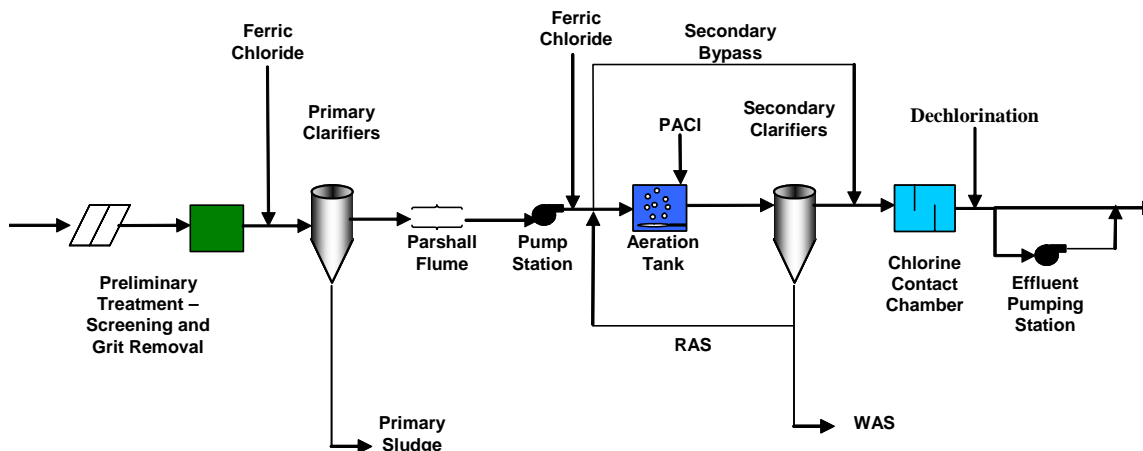 Ferric
Chloride
Ferric
Chloride
Secondary
Bypass
Primary
Clarifiers
PACl
Secondary
Clarifiers
Dechlorination
Parshall
Flume
Pump
Station
Aeration
Tank
Preliminary
Treatment –
Screening and
Grit Removal
Chlorine
Contact
Chamber
Effluent
Pumping
Station
RAS
Primary
Sludge
WAS